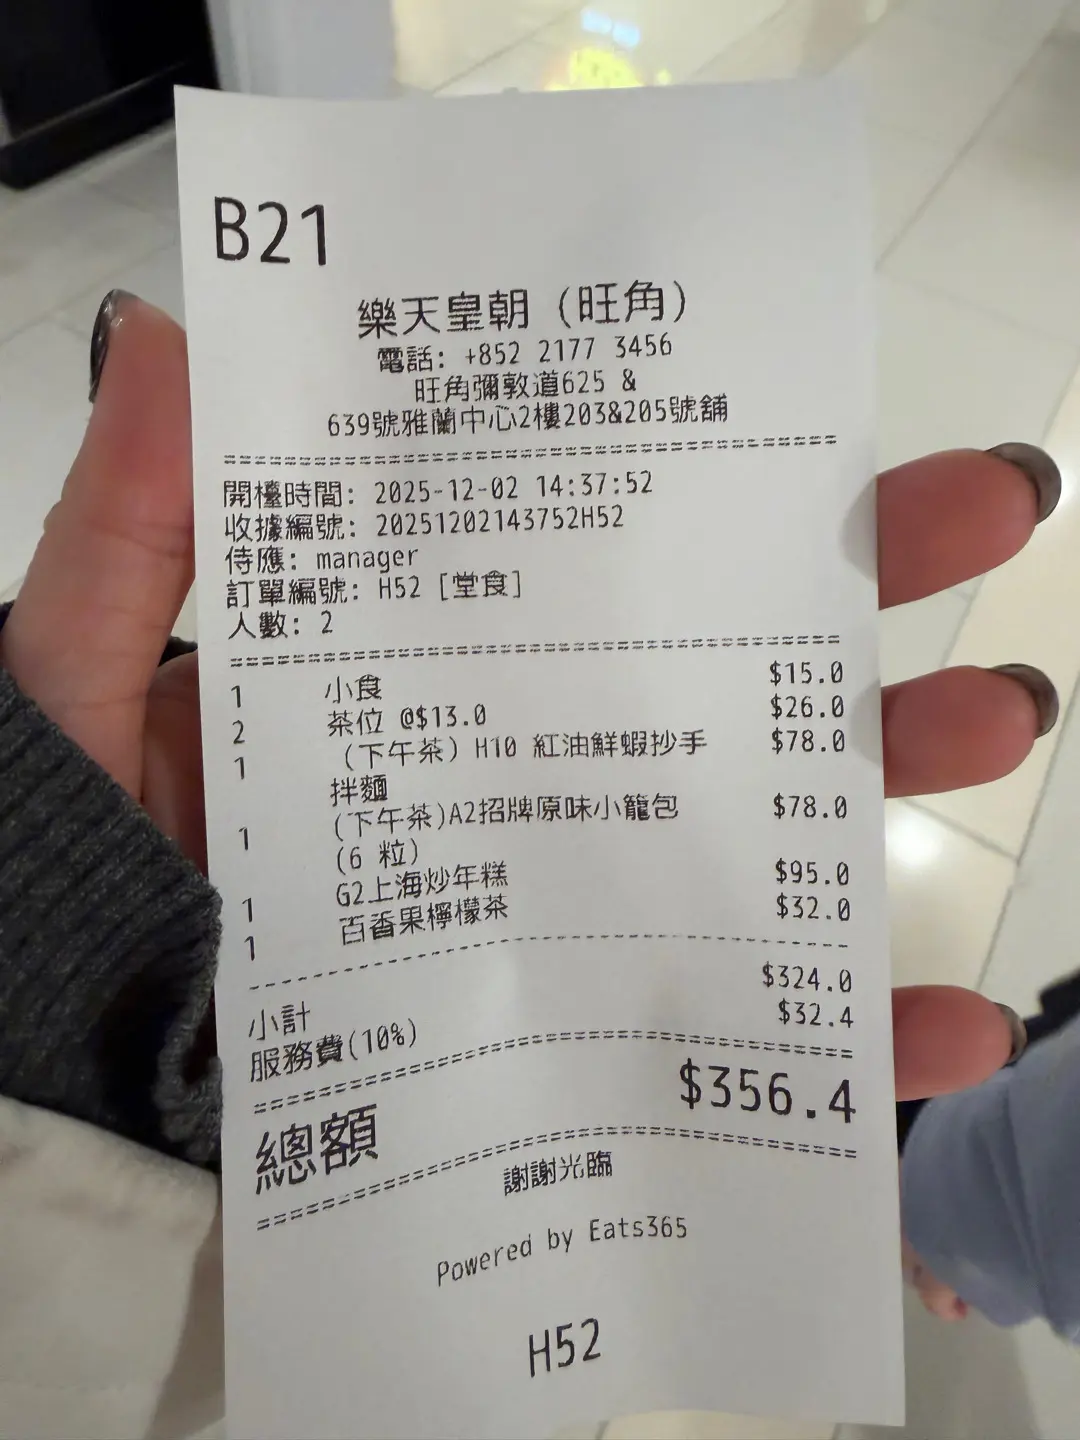 B21
樂天皇朝 (旺角)
電話: +852 2177 3456
旺角彌敦道625 &
639號雅蘭中心2樓203&205號舖
開檯時間: 2025-12-02 14:37:52
收據編號: 20251202143752H52
侍應: manager
訂單編號: H52 [堂食]
人數: 2
1 小食 $15.0
2 茶位 @$13.0 $26.0
1 (下午茶) H10 紅油鮮蝦抄手 $78.0
拌麵
1 (下午茶)A2招牌原味小籠包 $78.0
(6 粒)
1 G2上海炒年糕 $95.0
1 百香果檸檬茶 $32.0
小計 $324.0
服務費(10%) $32.4
總額 $356.4
謝謝光臨
Powered by Eats365
H52